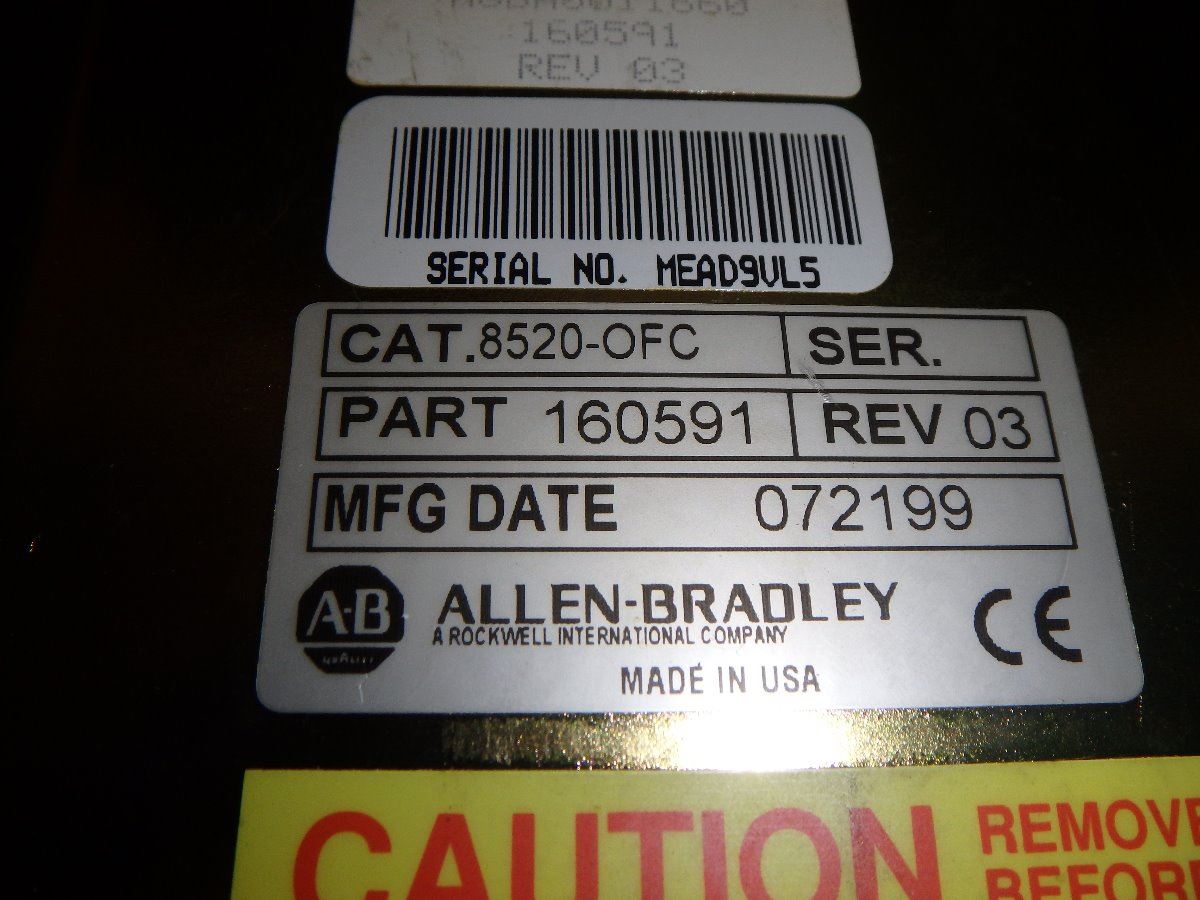 160591
REV 03
SERIAL NO. MEAD9VL5
CAT. 8520-OFC SER.
PART 160591 REV 03
MFG DATE 072199
A-B
QUALITY
ALLEN-BRADLEY
A ROCKWELL INTERNATIONAL COMPANY
CE
MADE IN USA
CAUTION REMOVE